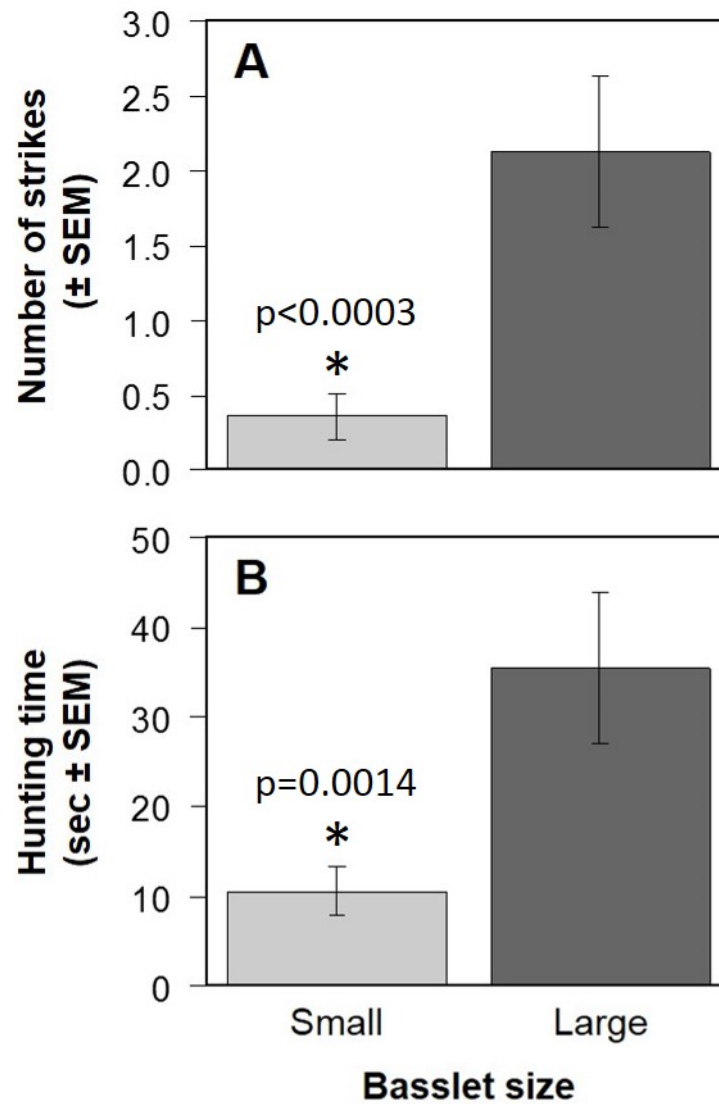 A
Number of strikes
(± SEM)
3.0
2.5
2.0
1.5
1.0
0.5
0.0
p<0.0003
*
B
Hunting time
(sec ± SEM)
50
40
30
20
10
0
p=0.0014
*
Small Large
Basslet size